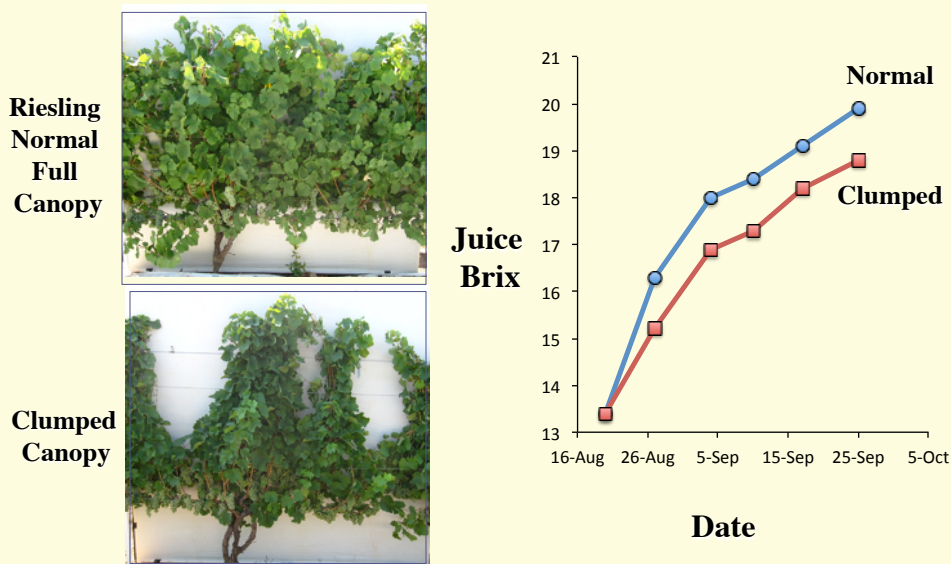 Riesling
Normal
Full
Canopy
Clumped
Canopy
Juice
Brix
21
20
19
18
17
16
15
14
13
16-Aug 26-Aug 5-Sep 15-Sep 25-Sep 5-Oct
Normal
Clumped
Date